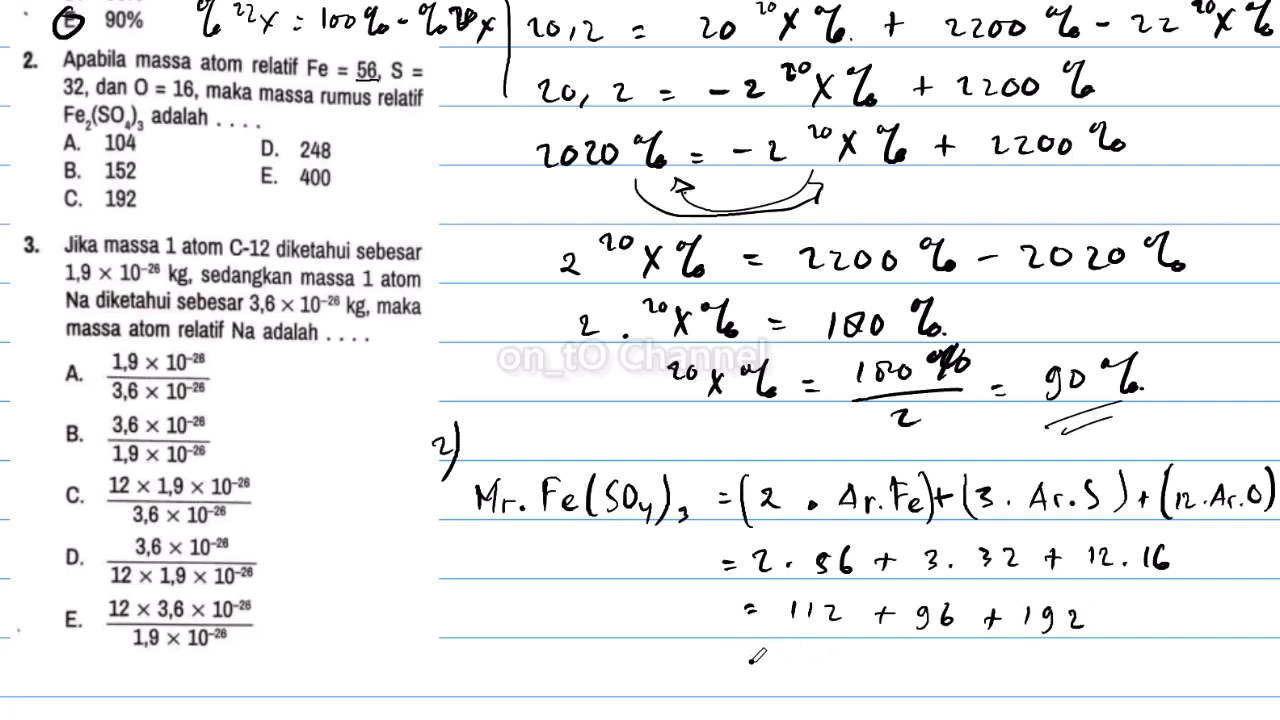 E. 90%
% ²²X = 100% - % ²⁰X
20,2 = 20 ²⁰X % + 2200 % - 22 ²⁰X %
20,2 = -2 ²⁰X % + 2200 %
2020 % = -2 ²⁰X % + 2200 %
2 ²⁰X % = 2200 % - 2020 %
2 . ²⁰X % = 180 %
²⁰X % = 180 % / 2 = 90 %
2. Apabila massa atom relatif Fe = 56, S =
32, dan O = 16, maka massa rumus relatif
Fe₂(SO₄)₃ adalah . . . .
A. 104
B. 152
C. 192
D. 248
E. 400
3. Jika massa 1 atom C-12 diketahui sebesar
1,9 × 10⁻²⁶ kg, sedangkan massa 1 atom
Na diketahui sebesar 3,6 × 10⁻²⁶ kg, maka
massa atom relatif Na adalah . . . .
A. 1,9 × 10⁻²⁶ / 3,6 × 10⁻²⁶
B. 3,6 × 10⁻²⁶ / 1,9 × 10⁻²⁶
C. 12 × 1,9 × 10⁻²⁶ / 3,6 × 10⁻²⁶
D. 3,6 × 10⁻²⁶ / 12 × 1,9 × 10⁻²⁶
E. 12 × 3,6 × 10⁻²⁶ / 1,9 × 10⁻²⁶
on_tO Channel
2)
Mr. Fe(SO₄)₃ = (2 . Ar. Fe) + (3 . Ar. S) + (12. Ar. O)
= 2 . 56 + 3 . 32 + 12 . 16
= 112 + 96 + 192